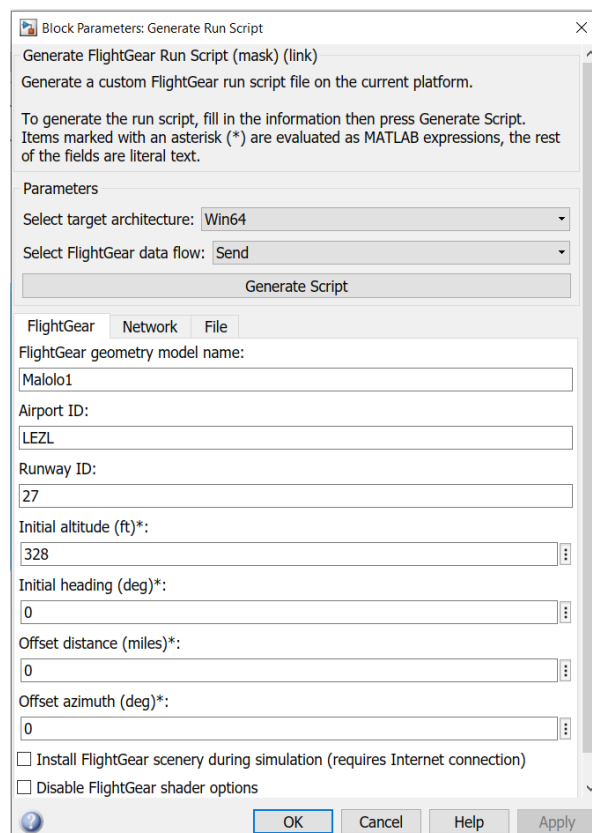 Block Parameters: Generate Run Script
Generate FlightGear Run Script (mask) (link)
Generate a custom FlightGear run script file on the current platform.
To generate the run script, fill in the information then press Generate Script.
Items marked with an asterisk (*) are evaluated as MATLAB expressions, the rest
of the fields are literal text.
Parameters
Select target architecture: Win64
Select FlightGear data flow: Send
Generate Script
FlightGear Network File
FlightGear geometry model name:
Malolo1
Airport ID:
LEZL
Runway ID:
27
Initial altitude (ft)*:
328
Initial heading (deg)*:
0
Offset distance (miles)*:
0
Offset azimuth (deg)*:
0
Install FlightGear scenery during simulation (requires Internet connection)
Disable FlightGear shader options
OK Cancel Help Apply